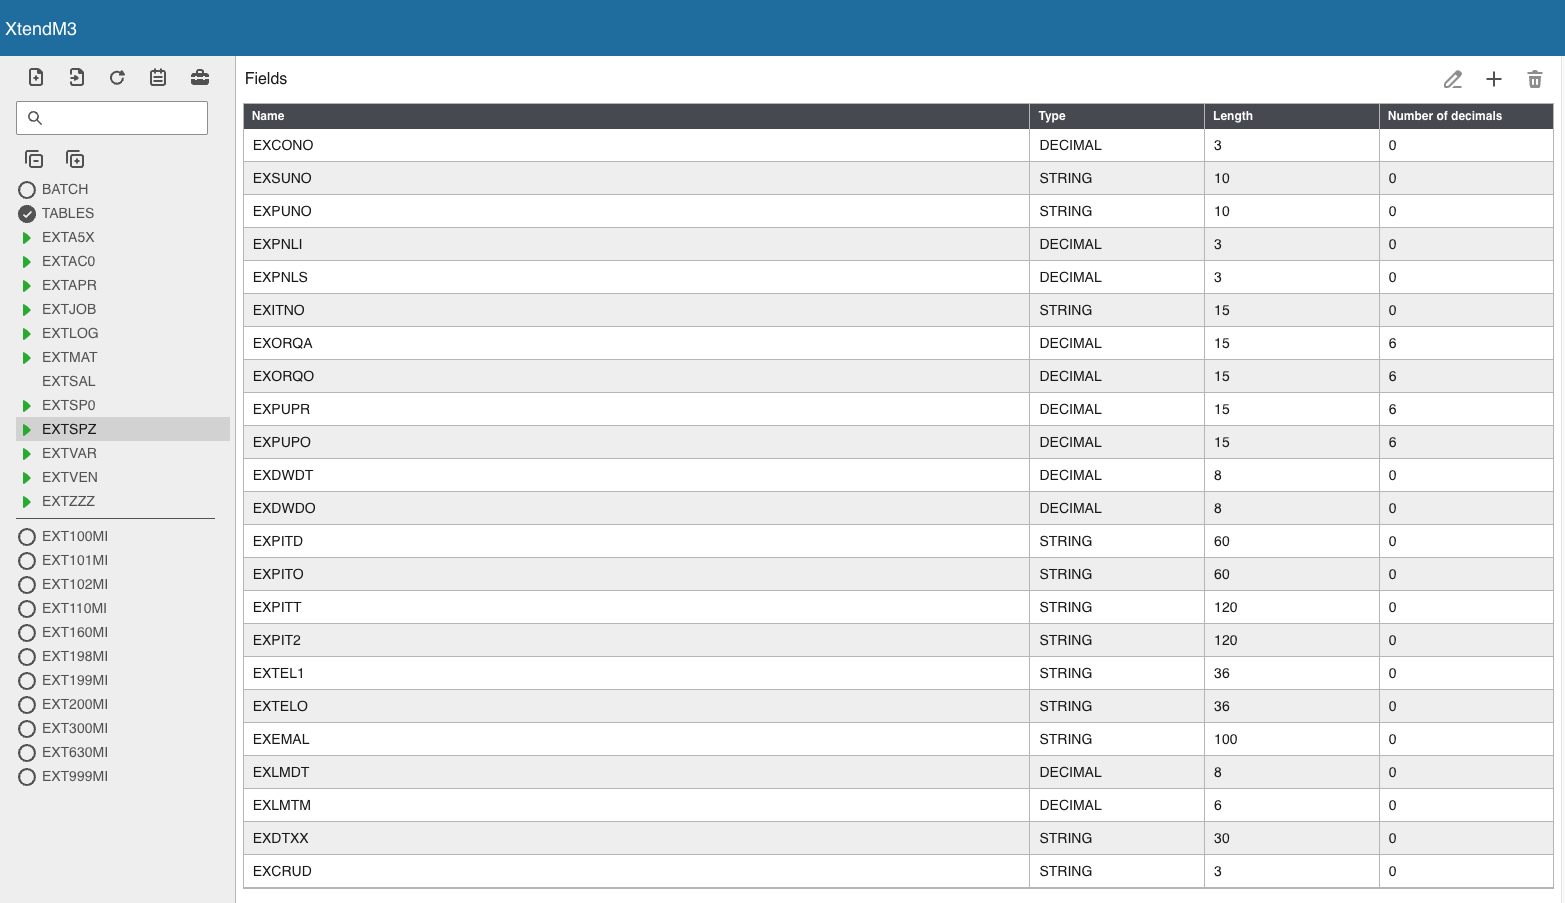 XtendM3
BATCH
TABLES
EXTA5X
EXTAC0
EXTAPR
EXTJOB
EXTLOG
EXTMAT
EXTSAL
EXTSP0
EXTSPZ
EXTVAR
EXTVEN
EXTZZZ
EXT100MI
EXT101MI
EXT102MI
EXT110MI
EXT160MI
EXT198MI
EXT199MI
EXT200MI
EXT300MI
EXT630MI
EXT999MI
Fields
Name Type Length Number of decimals
EXCONO DECIMAL 3 0
EXSUNO STRING 10 0
EXPUNO STRING 10 0
EXPNLI DECIMAL 3 0
EXPNLS DECIMAL 3 0
EXITNO STRING 15 0
EXORQA DECIMAL 15 6
EXORQO DECIMAL 15 6
EXPUPR DECIMAL 15 6
EXPUPO DECIMAL 15 6
EXDWDT DECIMAL 8 0
EXDWDO DECIMAL 8 0
EXPITD STRING 60 0
EXPITO STRING 60 0
EXPITT STRING 120 0
EXPIT2 STRING 120 0
EXTEL1 STRING 36 0
EXTELO STRING 36 0
EXEMAL STRING 100 0
EXLMDT DECIMAL 8 0
EXLMTM DECIMAL 6 0
EXDTXX STRING 30 0
EXCRUD STRING 3 0